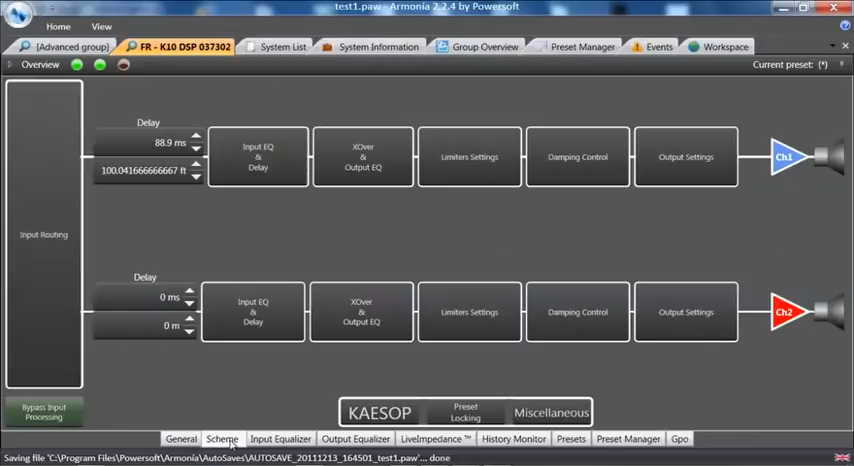 test1.paw - Armonía 2.2.4 by Powersoft
Home View
[Advanced group] FR - K10 DSP 037302 System List System Information Group Overview Preset Manager Events Workspace
Overview Current preset: (*)
Input Routing
Delay
88.9 ms
100.041666666667 ft
Input EQ
&
Delay
XOver
&
Output EQ
Limiters Settings
Damping Control
Output Settings
Ch1
Delay
0 ms
0 m
Input EQ
&
Delay
XOver
&
Output EQ
Limiters Settings
Damping Control
Output Settings
Ch2
Bypass Input
Processing
KAESOP
Preset
Locking
Miscellaneous
General Scheme Input Equalizer Output Equalizer LiveImpedance ™ History Monitor Presets Preset Manager Gpo
Saving file 'C:\Program Files\Powersoft\Armonía\AutoSaves\AUTOSAVE_20111213_164501_test1.paw'... done